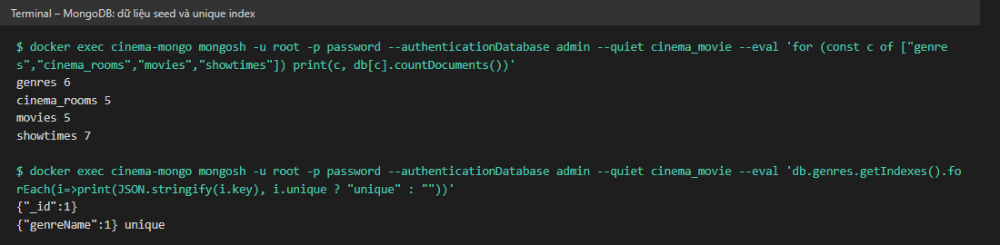 Terminal – MongoDB: dữ liệu seed và unique index
$ docker exec cinema-mongo mongosh -u root -p password --authenticationDatabase admin --quiet cinema_movie --eval 'for (const c of ["genre
s","cinema_rooms","movies","showtimes"]) print(c, db[c].countDocuments())'
genres 6
cinema_rooms 5
movies 5
showtimes 7
$ docker exec cinema-mongo mongosh -u root -p password --authenticationDatabase admin --quiet cinema_movie --eval 'db.genres.getIndexes().fo
rEach(i=>print(JSON.stringify(i.key), i.unique ? "unique" : ""))'
{"_id":1}
{"genreName":1} unique